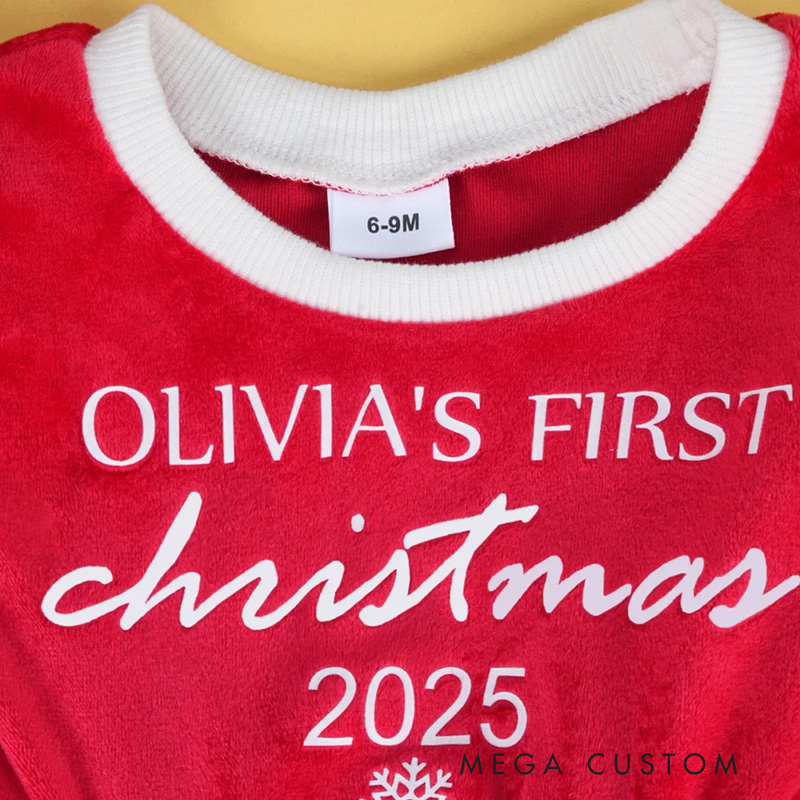 6-9M
OLIVIA'S FIRST
christmas
2025
MEGA CUSTOM